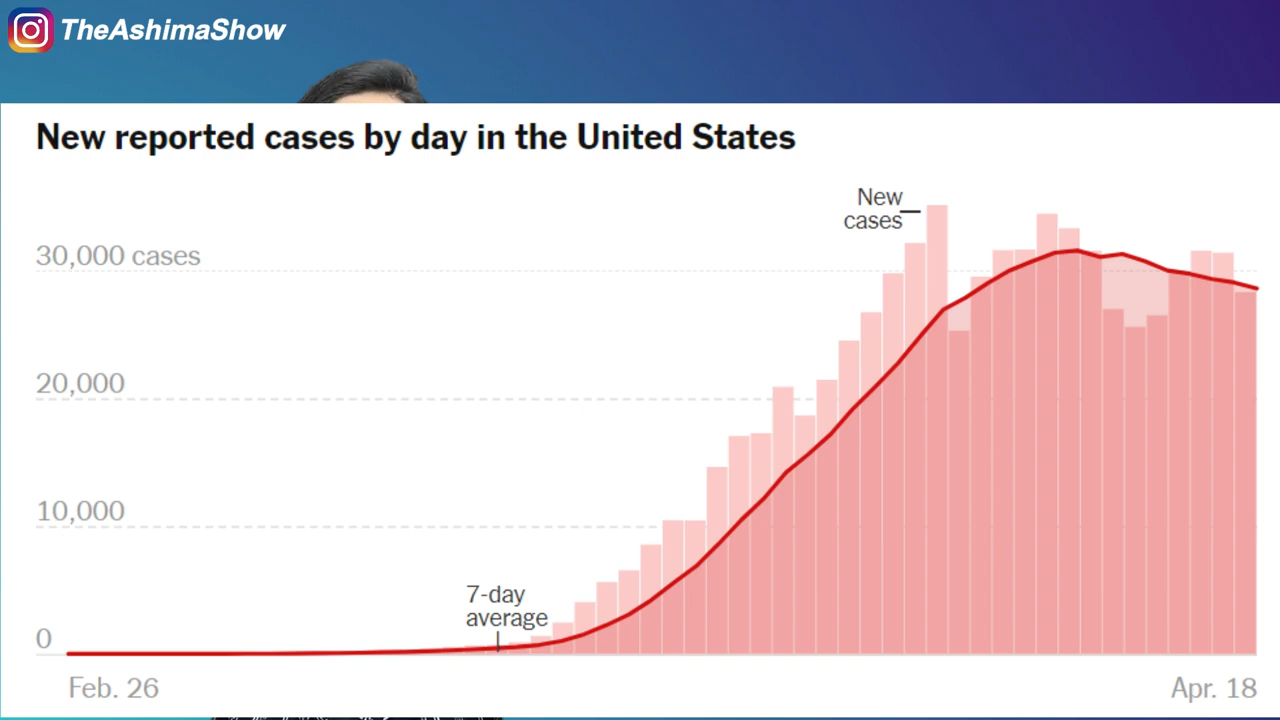 TheAshimaShow
New reported cases by day in the United States
New
cases
30,000 cases
20,000
10,000
7-day
average
0
Feb. 26
Apr. 18